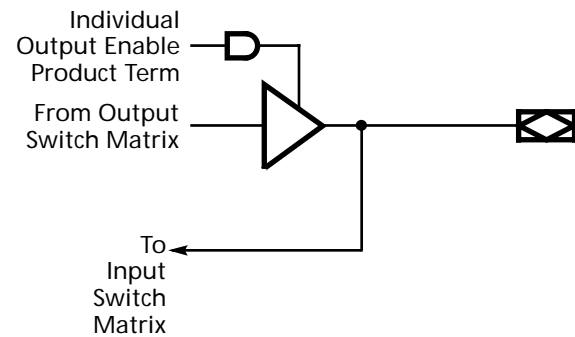 Individual
Output Enable
Product Term
From Output
Switch Matrix
To
Input
Switch
Matrix